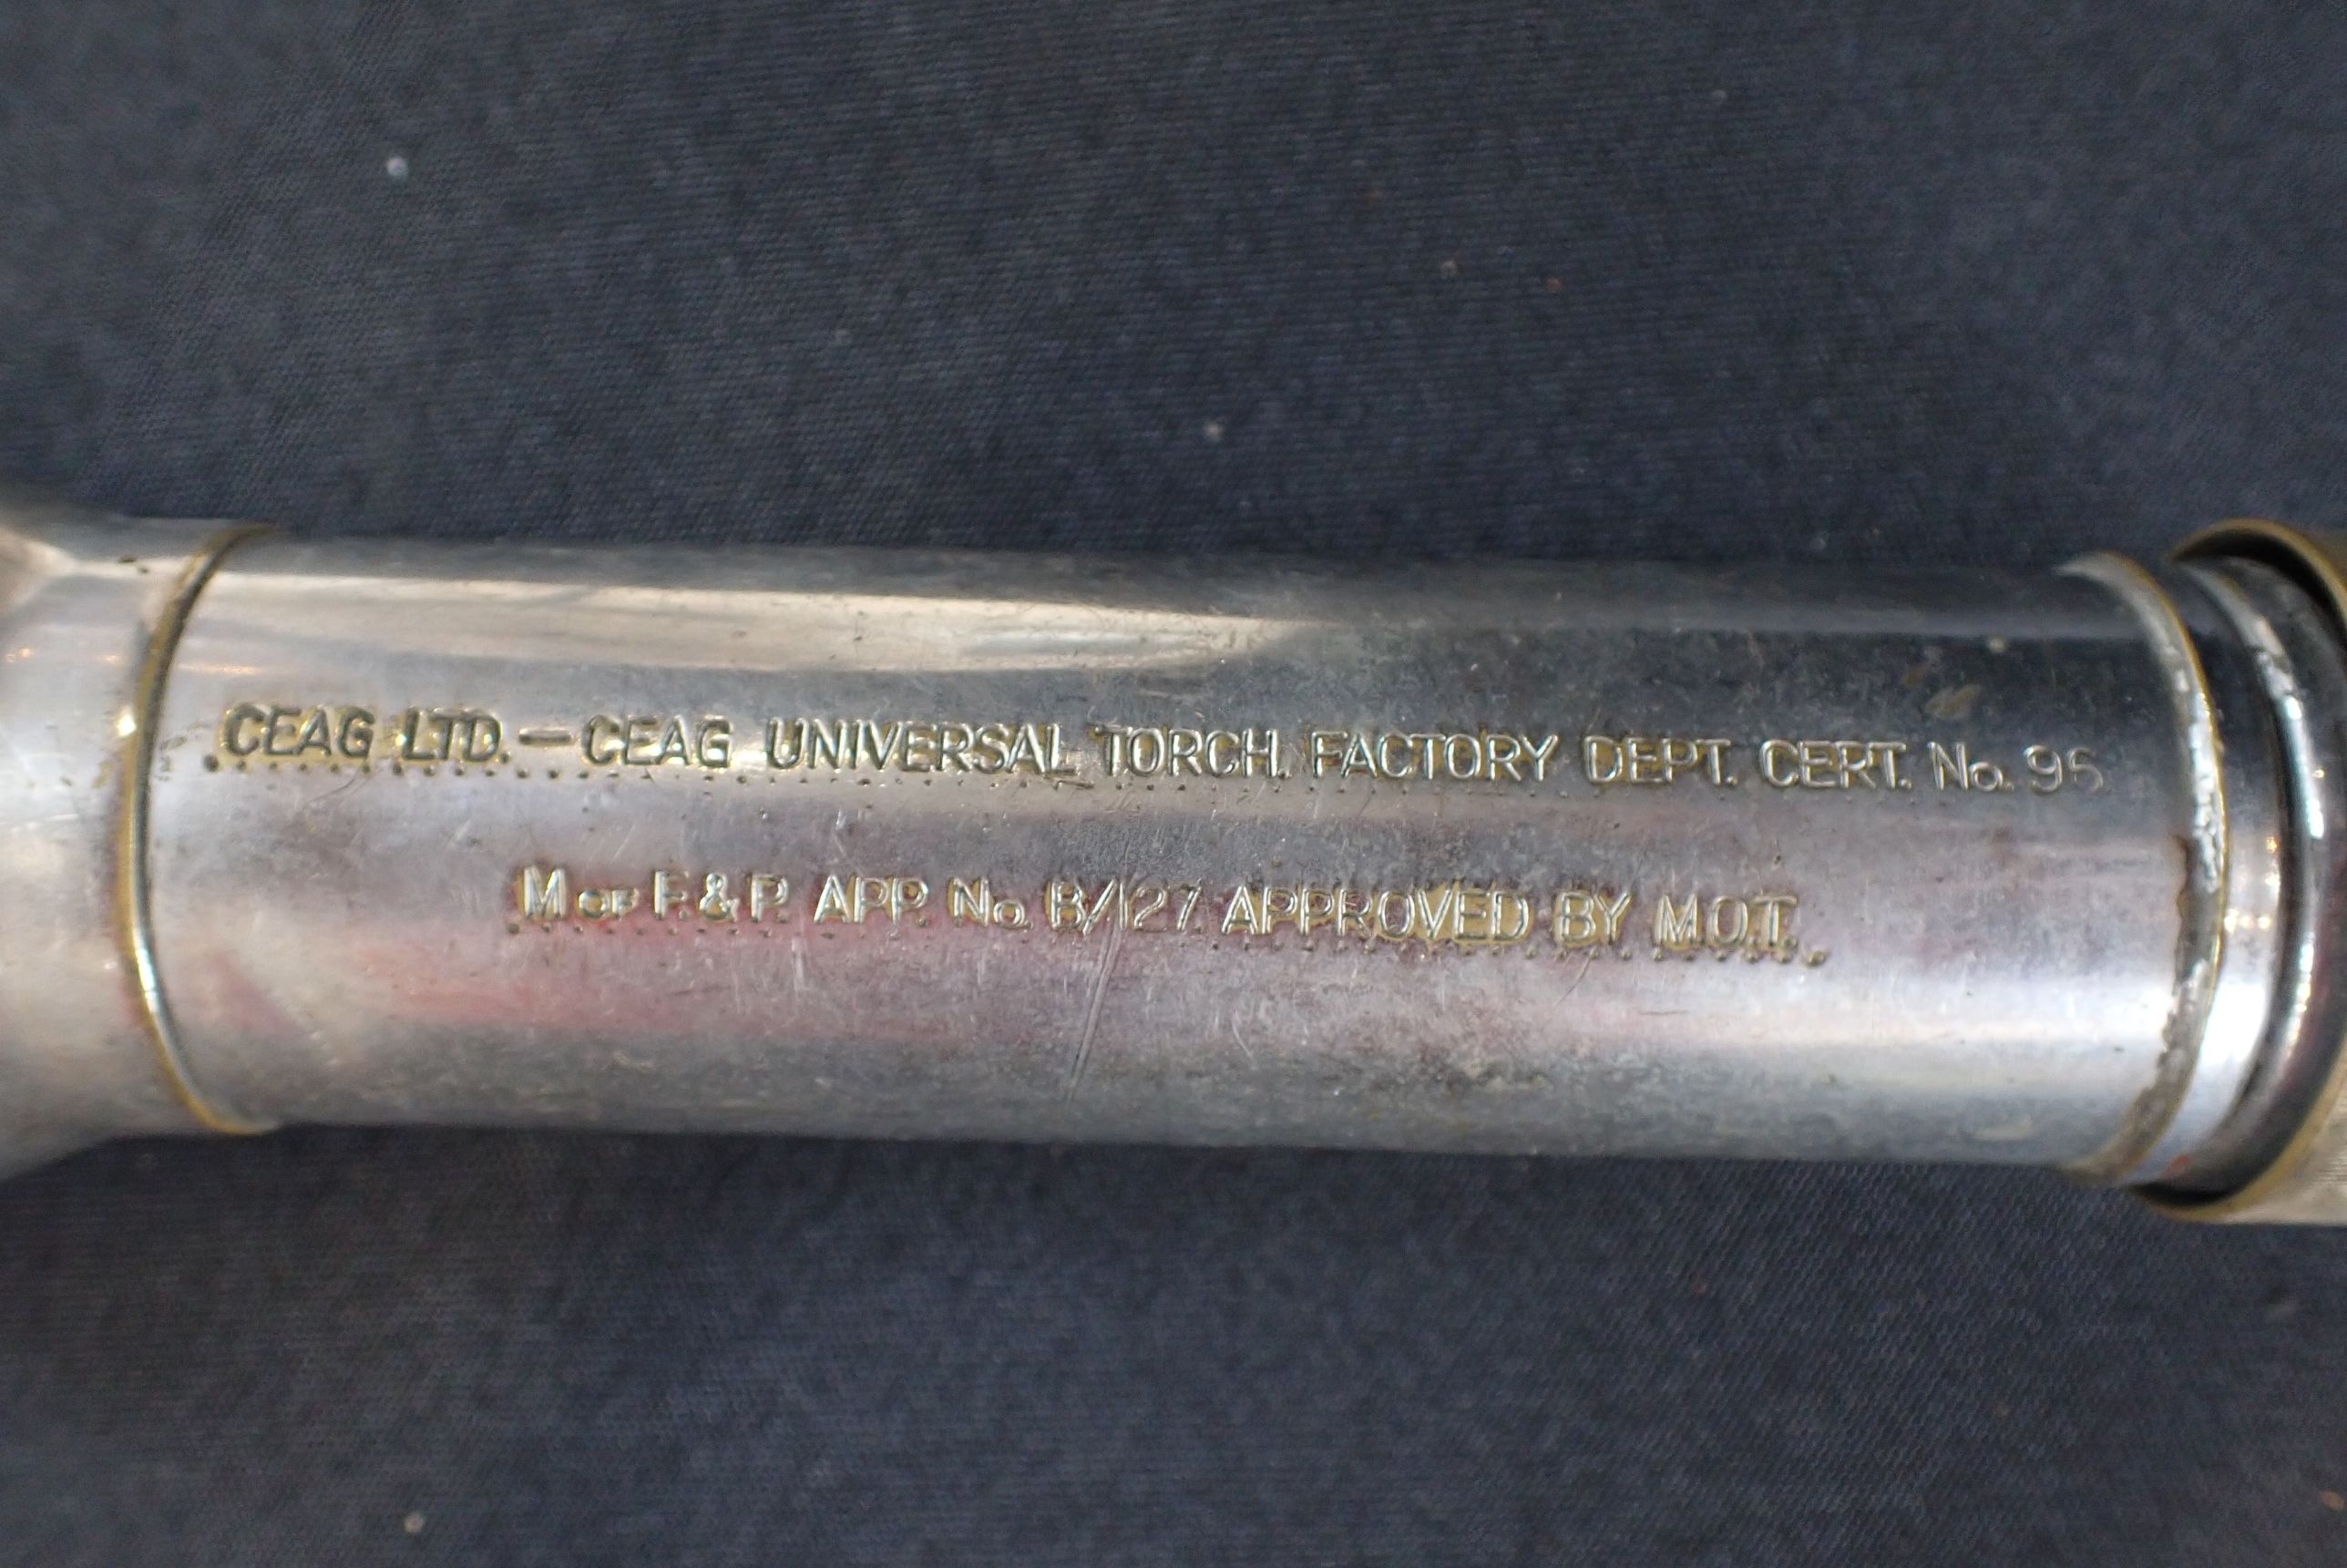 CEAG LTD. — CEAG UNIVERSAL TORCH. FACTORY DEPT. CERT. No. 96
M OF F. & P. APP. No. B/127. APPROVED BY M.O.T.